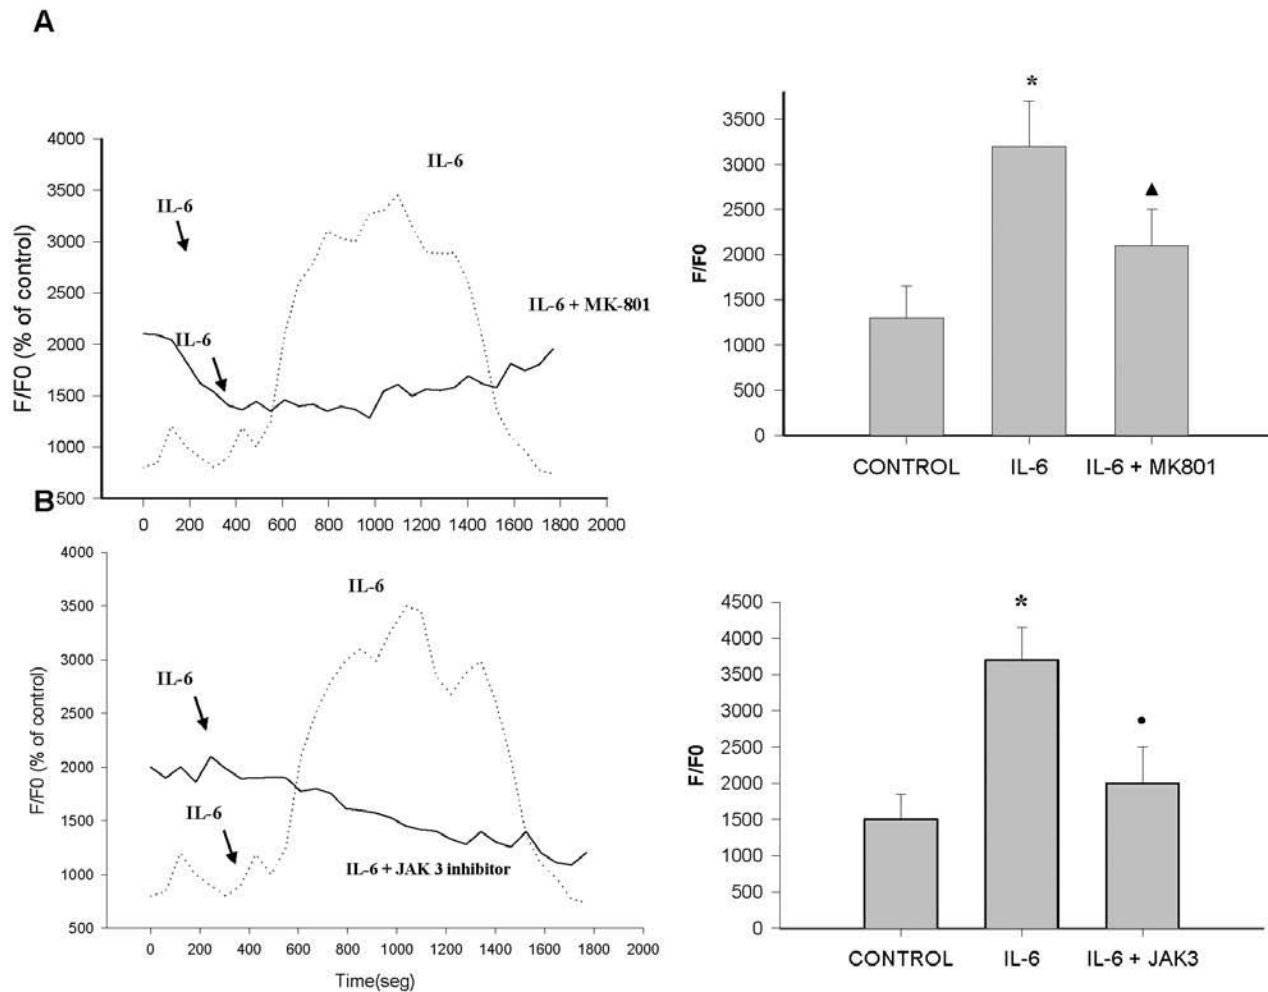 A
F/F0 (% of control)
4000
3500
3000
2500
2000
1500
1000
500
IL-6
IL-6
IL-6
IL-6 + MK-801
0 200 400 600 800 1000 1200 1400 1600 1800 2000
F/F0
3500
3000
2500
2000
1500
1000
500
0
*
▲
CONTROL IL-6 IL-6 + MK801
B
F/F0 (% of control)
4000
3500
3000
2500
2000
1500
1000
500
IL-6
IL-6
IL-6
IL-6 + JAK 3 inhibitor
0 200 400 600 800 1000 1200 1400 1600 1800 2000
Time(seg)
F/F0
4500
4000
3500
3000
2500
2000
1500
1000
500
0
*
•
CONTROL IL-6 IL-6 + JAK3